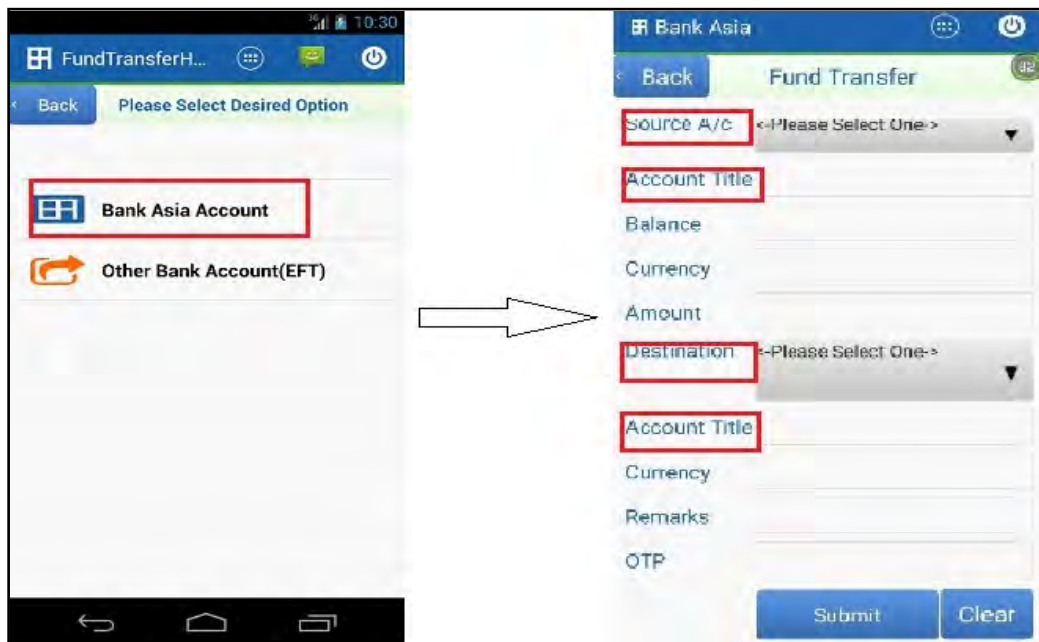 3G 10:30
FundTransferH...
Back Please Select Desired Option
Bank Asia Account
Other Bank Account(EFT)
Bank Asia
Back Fund Transfer
Source A/c <-Please Select One->
Account Title
Balance
Currency
Amount
Destination <-Please Select One->
Account Title
Currency
Remarks
OTP
Submit Clear